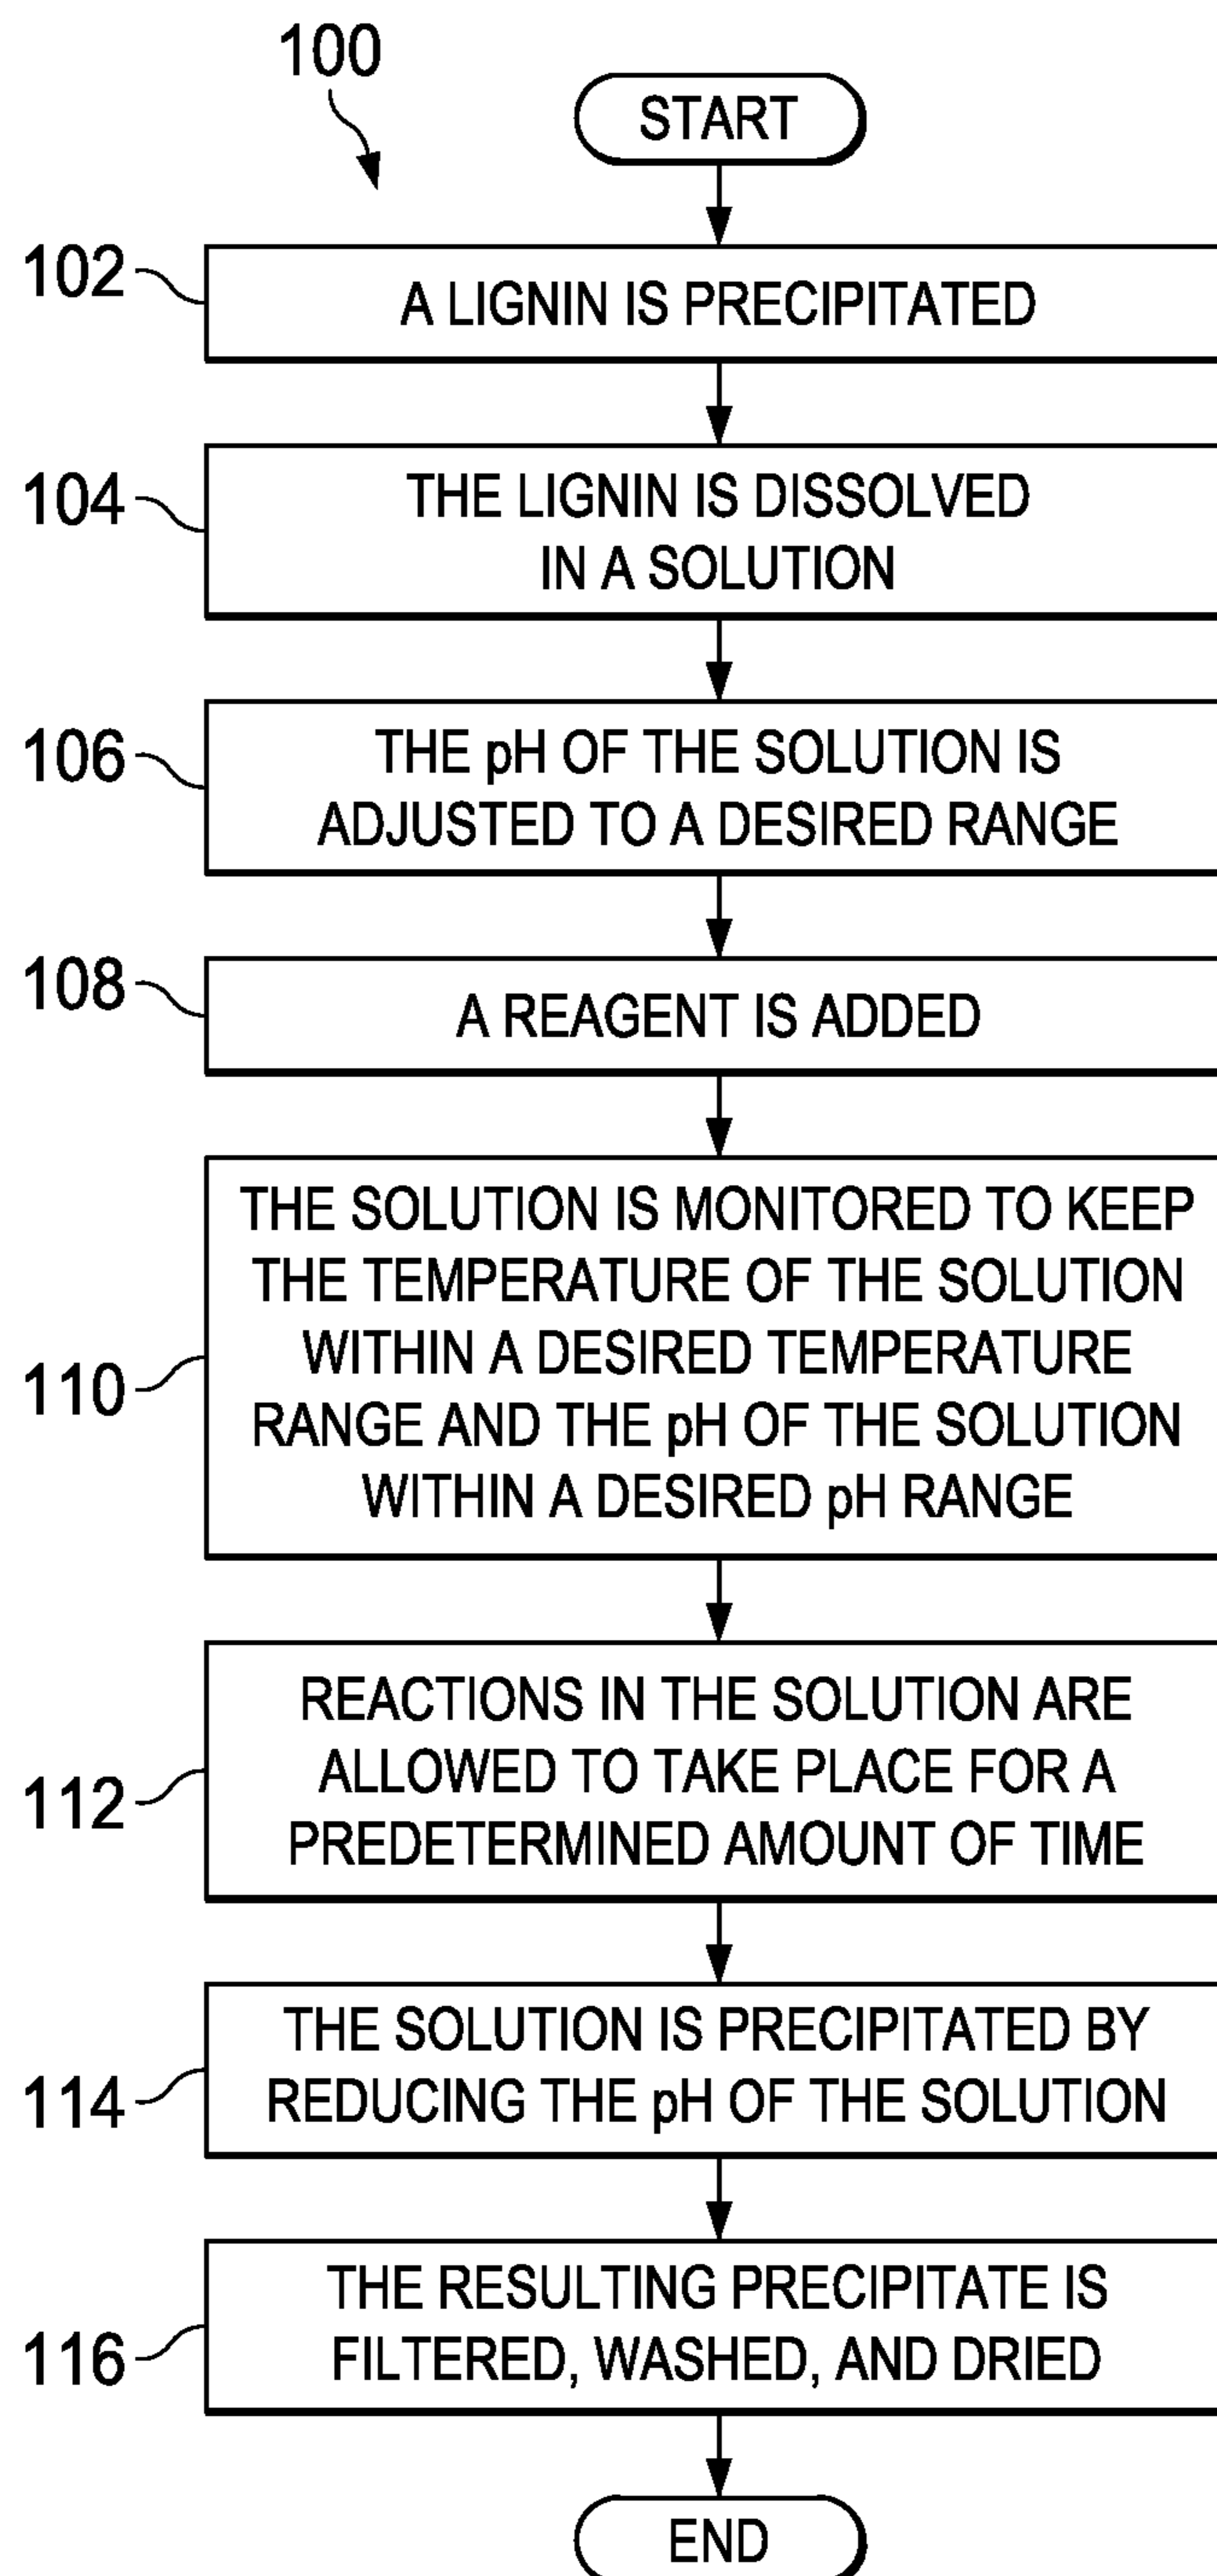 100
START
102
A LIGNIN IS PRECIPITATED
104
THE LIGNIN IS DISSOLVED
IN A SOLUTION
106
THE pH OF THE SOLUTION IS
ADJUSTED TO A DESIRED RANGE
108
A REAGENT IS ADDED
110
THE SOLUTION IS MONITORED TO KEEP
THE TEMPERATURE OF THE SOLUTION
WITHIN A DESIRED TEMPERATURE
RANGE AND THE pH OF THE SOLUTION
WITHIN A DESIRED pH RANGE
112
REACTIONS IN THE SOLUTION ARE
ALLOWED TO TAKE PLACE FOR A
PREDETERMINED AMOUNT OF TIME
114
THE SOLUTION IS PRECIPITATED BY
REDUCING THE pH OF THE SOLUTION
116
THE RESULTING PRECIPITATE IS
FILTERED, WASHED, AND DRIED
END